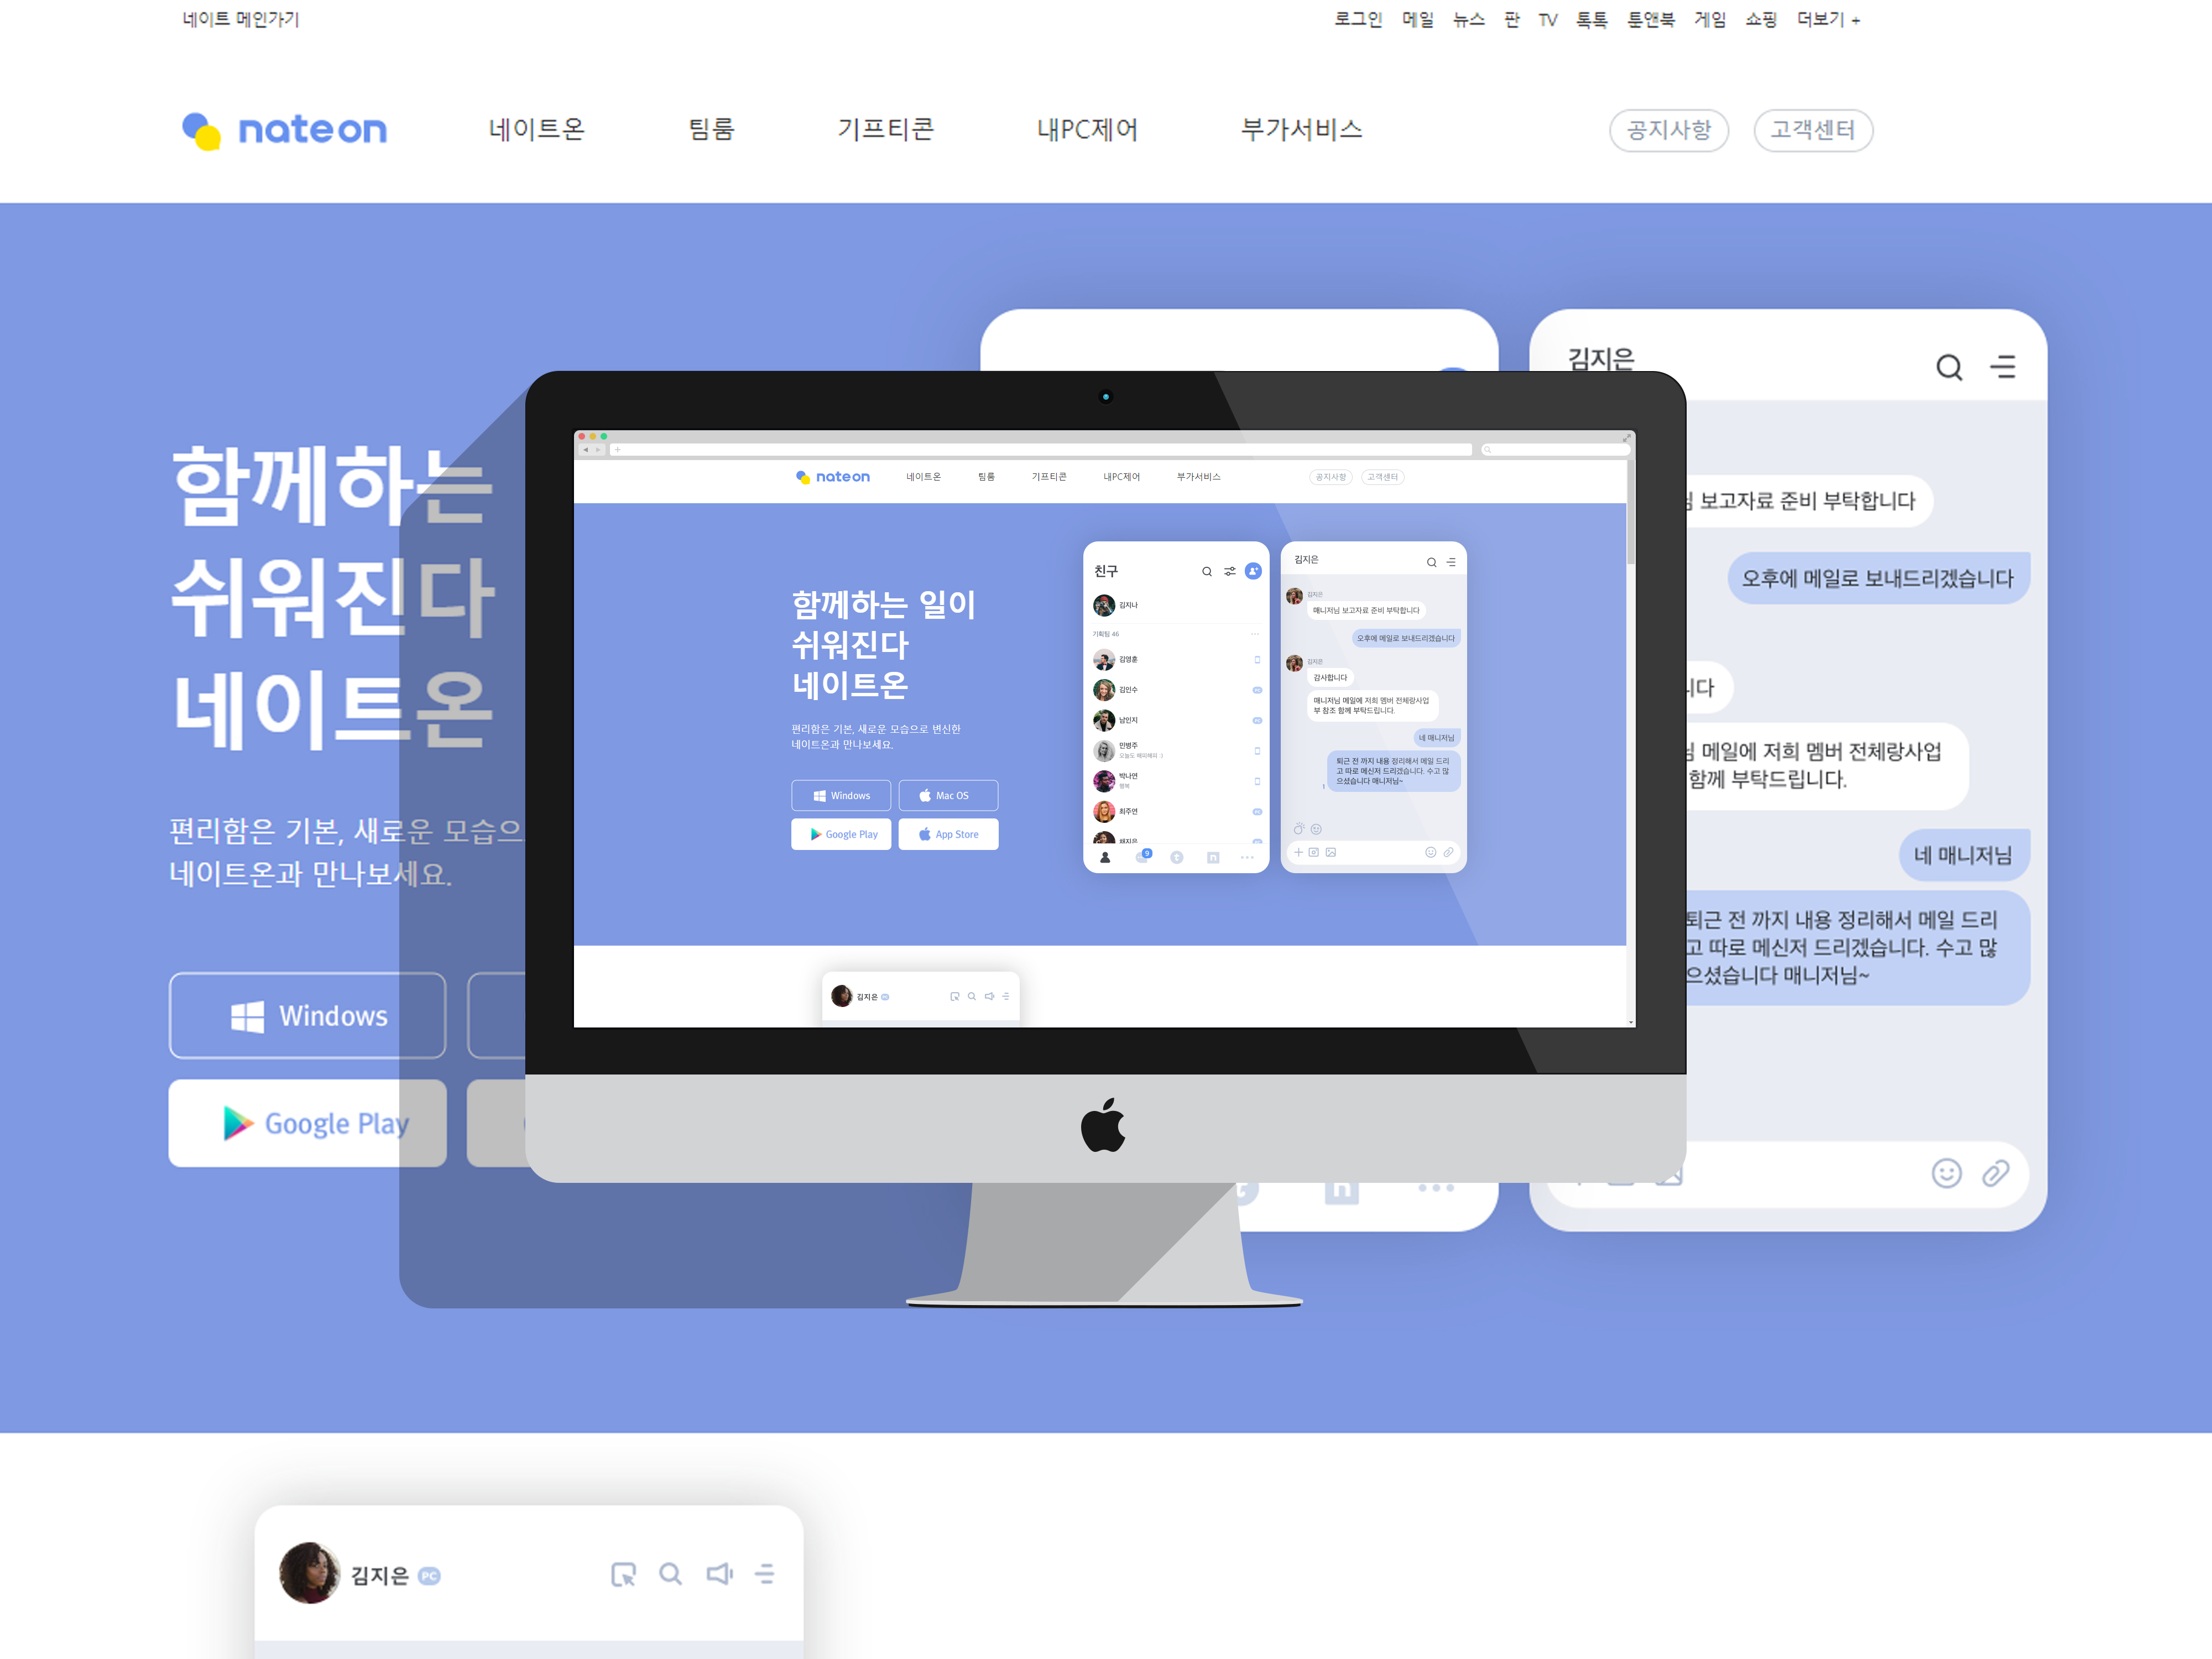 네이트 메인가기
로그인 메일 뉴스 판 TV 톡톡 툰앤북 게임 쇼핑 더보기 +
nateon 네이트온 팀룸 기프티콘 내PC제어 부가서비스 공지사항 고객센터
함께하는
쉬워진다
네이트온
편리함은 기본, 새로운 모습으
네이트온과 만나보세요.
Windows
Google Play
nateon 네이트온 팀룸 기프티콘 내PC제어 부가서비스 공지사항 고객센터
함께하는 일이
쉬워진다
네이트온
편리함은 기본, 새로운 모습으로 변신한
네이트온과 만나보세요.
Windows Mac OS
Google Play App Store
친구
김지나
기획팀 46
김영훈
김민수
남인지
민병주
오늘도 해피해피 :)
박나연
행복
최주연
9
김지은
김지은
매니저님 보고자료 준비 부탁합니다
오후에 메일로 보내드리겠습니다
김지은
감사합니다
매니저님 메일에 저희 멤버 전체랑사업
부 참조 함께 부탁드립니다.
네 매니저님
퇴근 전 까지 내용 정리해서 메일 드리
고 따로 메신저 드리겠습니다. 수고 많
으셨습니다 매니저님~
1
김지은
김지은
보고자료 준비 부탁합니다
오후에 메일로 보내드리겠습니다
니다
메일에 저희 멤버 전체랑사업
함께 부탁드립니다.
네 매니저님
퇴근 전 까지 내용 정리해서 메일 드리
고 따로 메신저 드리겠습니다. 수고 많
으셨습니다 매니저님~
김지은 PC